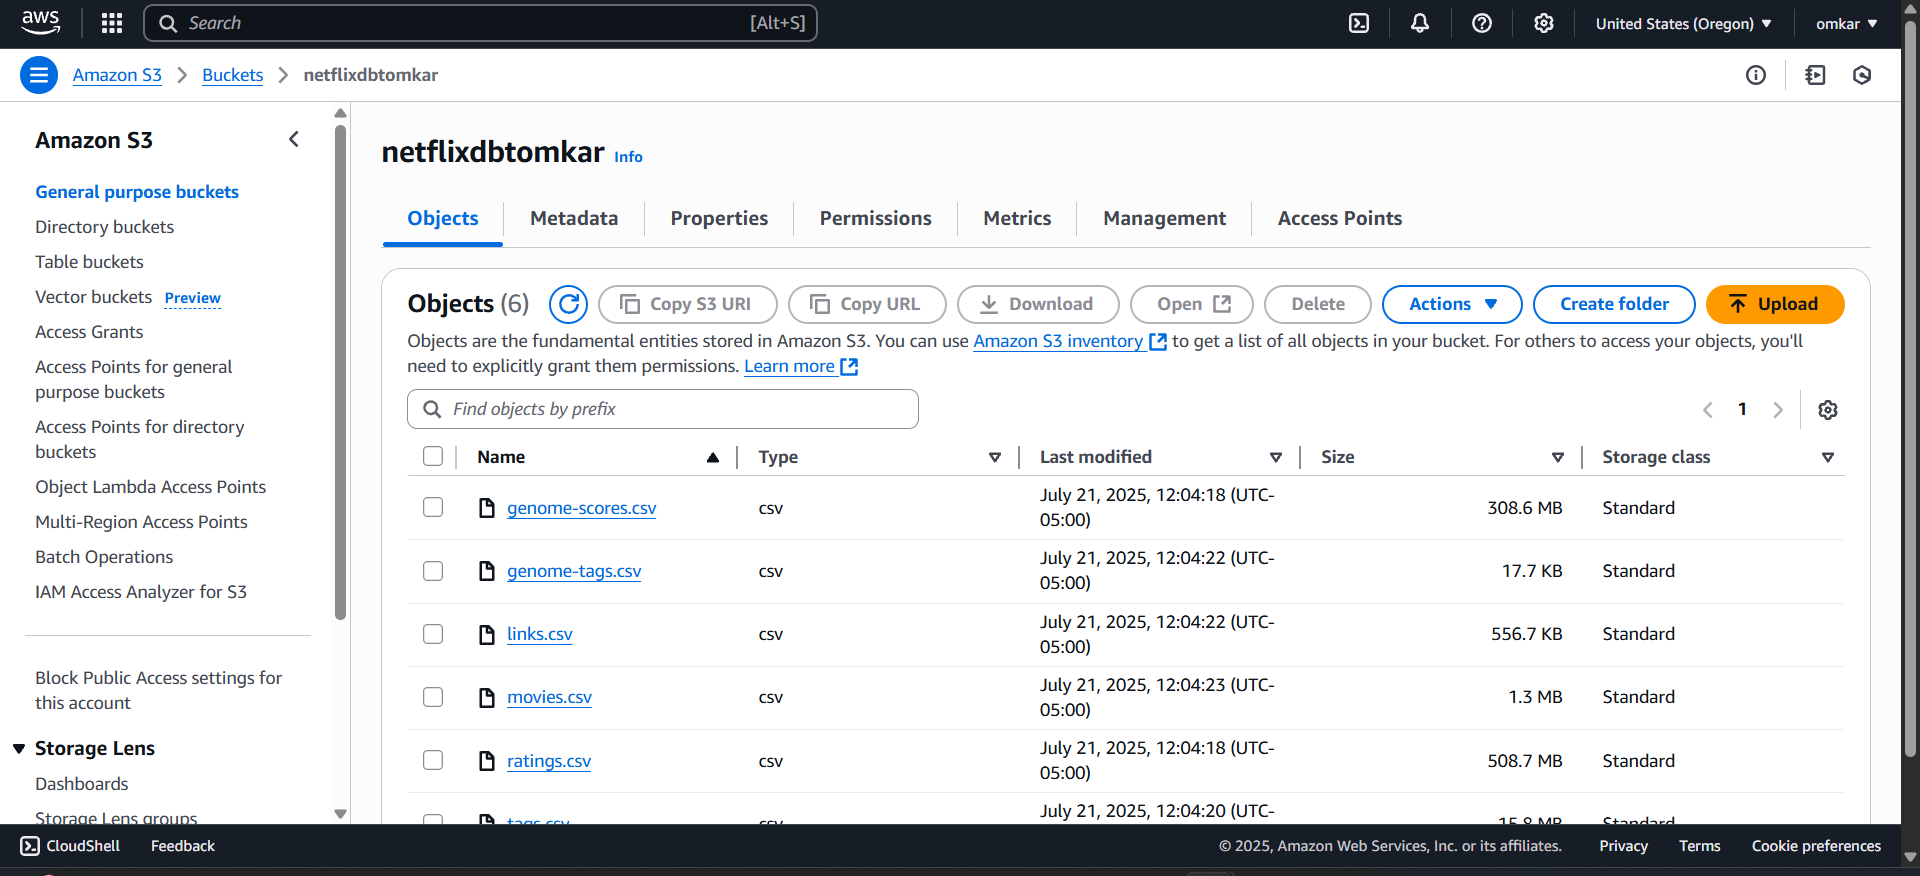 aws
Search
[Alt+S]
United States (Oregon)
omkar
Amazon S3
Buckets
netflixdbtomkar
Amazon S3
General purpose buckets
Directory buckets
Table buckets
Vector buckets Preview
Access Grants
Access Points for general
purpose buckets
Access Points for directory
buckets
Object Lambda Access Points
Multi-Region Access Points
Batch Operations
IAM Access Analyzer for S3
Block Public Access settings for
this account
Storage Lens
Dashboards
Storage Lens groups
netflixdbtomkar Info
Objects
Metadata
Properties
Permissions
Metrics
Management
Access Points
Objects (6)
Copy S3 URI
Copy URL
Download
Open
Delete
Actions
Create folder
Upload
Objects are the fundamental entities stored in Amazon S3. You can use Amazon S3 inventory to get a list of all objects in your bucket. For others to access your objects, you'll
need to explicitly grant them permissions. Learn more
Find objects by prefix
1
Name
Type
Last modified
Size
Storage class
genome-scores.csv
csv
July 21, 2025, 12:04:18 (UTC-
05:00)
308.6 MB
Standard
genome-tags.csv
csv
July 21, 2025, 12:04:22 (UTC-
05:00)
17.7 KB
Standard
links.csv
csv
July 21, 2025, 12:04:22 (UTC-
05:00)
556.7 KB
Standard
movies.csv
csv
July 21, 2025, 12:04:23 (UTC-
05:00)
1.3 MB
Standard
ratings.csv
csv
July 21, 2025, 12:04:18 (UTC-
05:00)
508.7 MB
Standard
tags.csv
csv
July 21, 2025, 12:04:20 (UTC-
15.8 MB
Standard
CloudShell
Feedback
© 2025, Amazon Web Services, Inc. or its affiliates.
Privacy
Terms
Cookie preferences